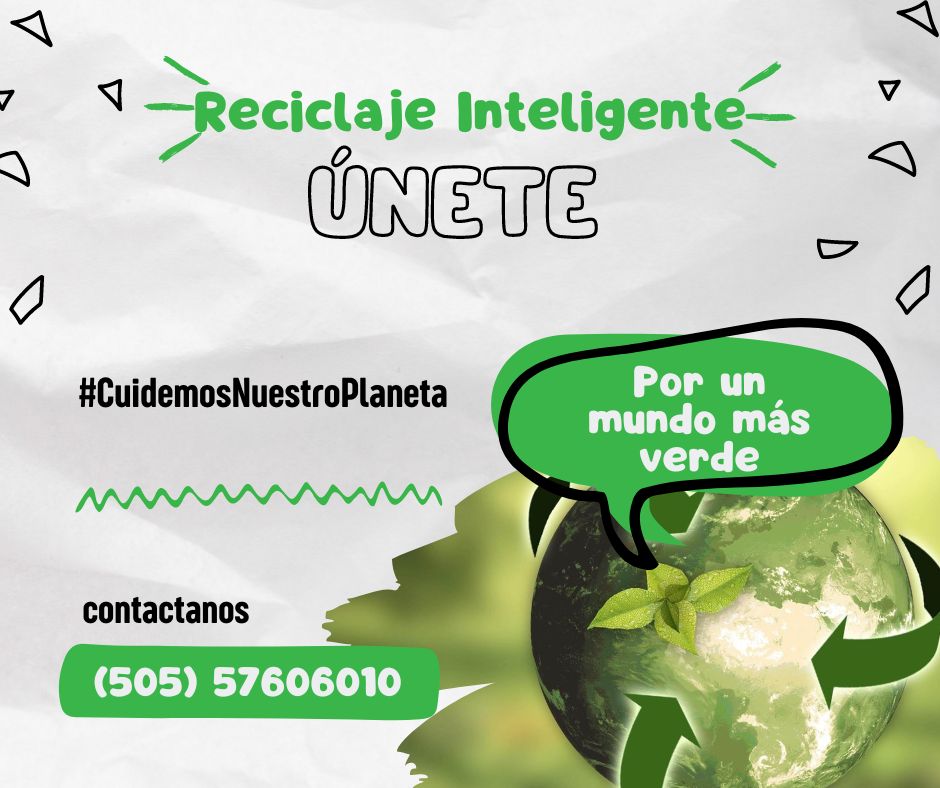 Reciclaje Inteligente
ÚNETE
#CuidemosNuestroPlaneta
Por un
mundo más
verde
contactanos
(505) 57606010